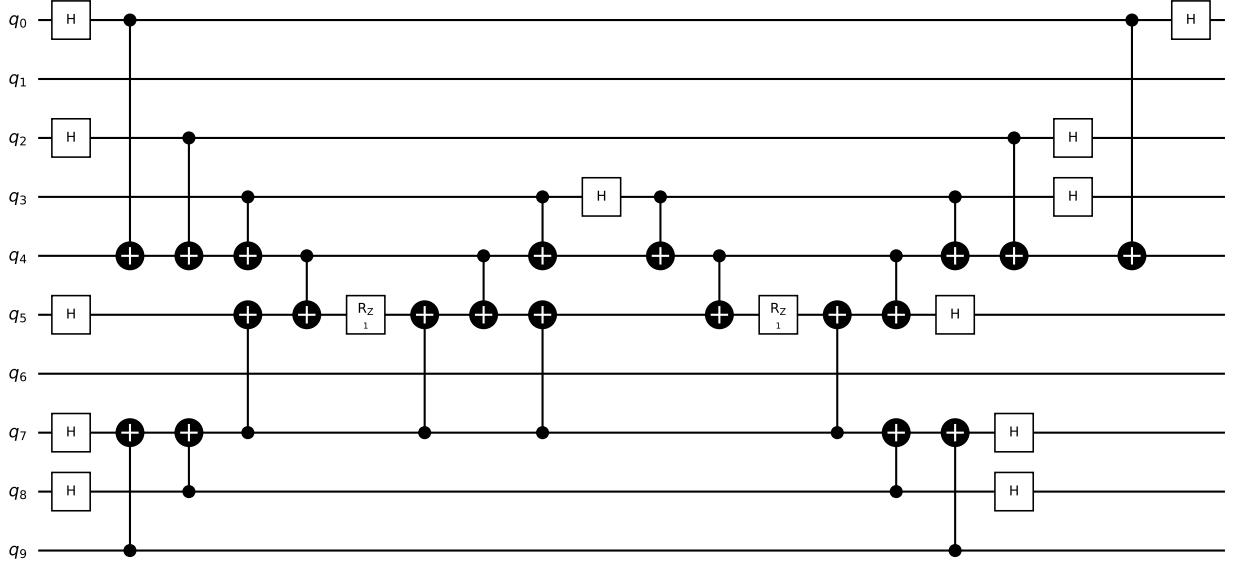 q0 H H
q1
q2 H H
q3 H H
q4
q5 H RZ 1 RZ 1 H
q6
q7 H H
q8 H H
q9